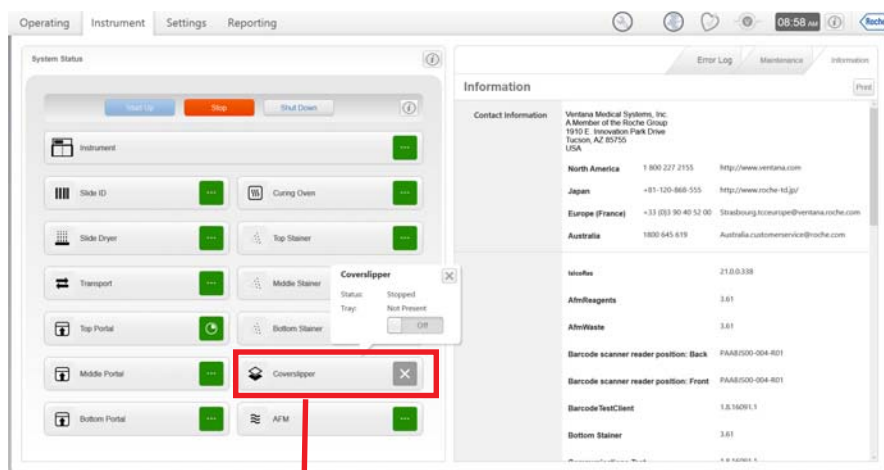 Operating Instrument Settings Reporting 08:58 AM Roche
System Status
Start Up Stop Shut Down
Instrument
Slide ID Curing Oven
Slide Dryer Top Stainer
Transport Middle Stainer
Top Portal Bottom Stainer
Middle Portal Coverslipper
Bottom Portal AFM
Coverslipper
Status: Stopped
Tray: Not Present
Off
Error Log Maintenance Information
Information Print
Contact Information
Ventana Medical Systems, Inc.
A Member of the Roche Group
1910 E. Innovation Park Drive
Tucson, AZ 85755
USA
North America 1 800 227 2155 http://www.ventana.com
Japan +81-120-868-555 http://www.roche-td.jp/
Europe (France) +33 (0)3 90 40 52 00 Strasbourg.tcceurope@ventana.roche.com
Australia 1800 645 619 Australia.customerservice@roche.com
21.0.0.338
AfmReagents 3.61
AfmWaste 3.61
Barcode scanner reader position: Back PAA8JS00-004-R01
Barcode scanner reader position: Front PAA8JS00-004-R01
BarcodeTestClient 1.8.16091.1
Bottom Stainer 3.61